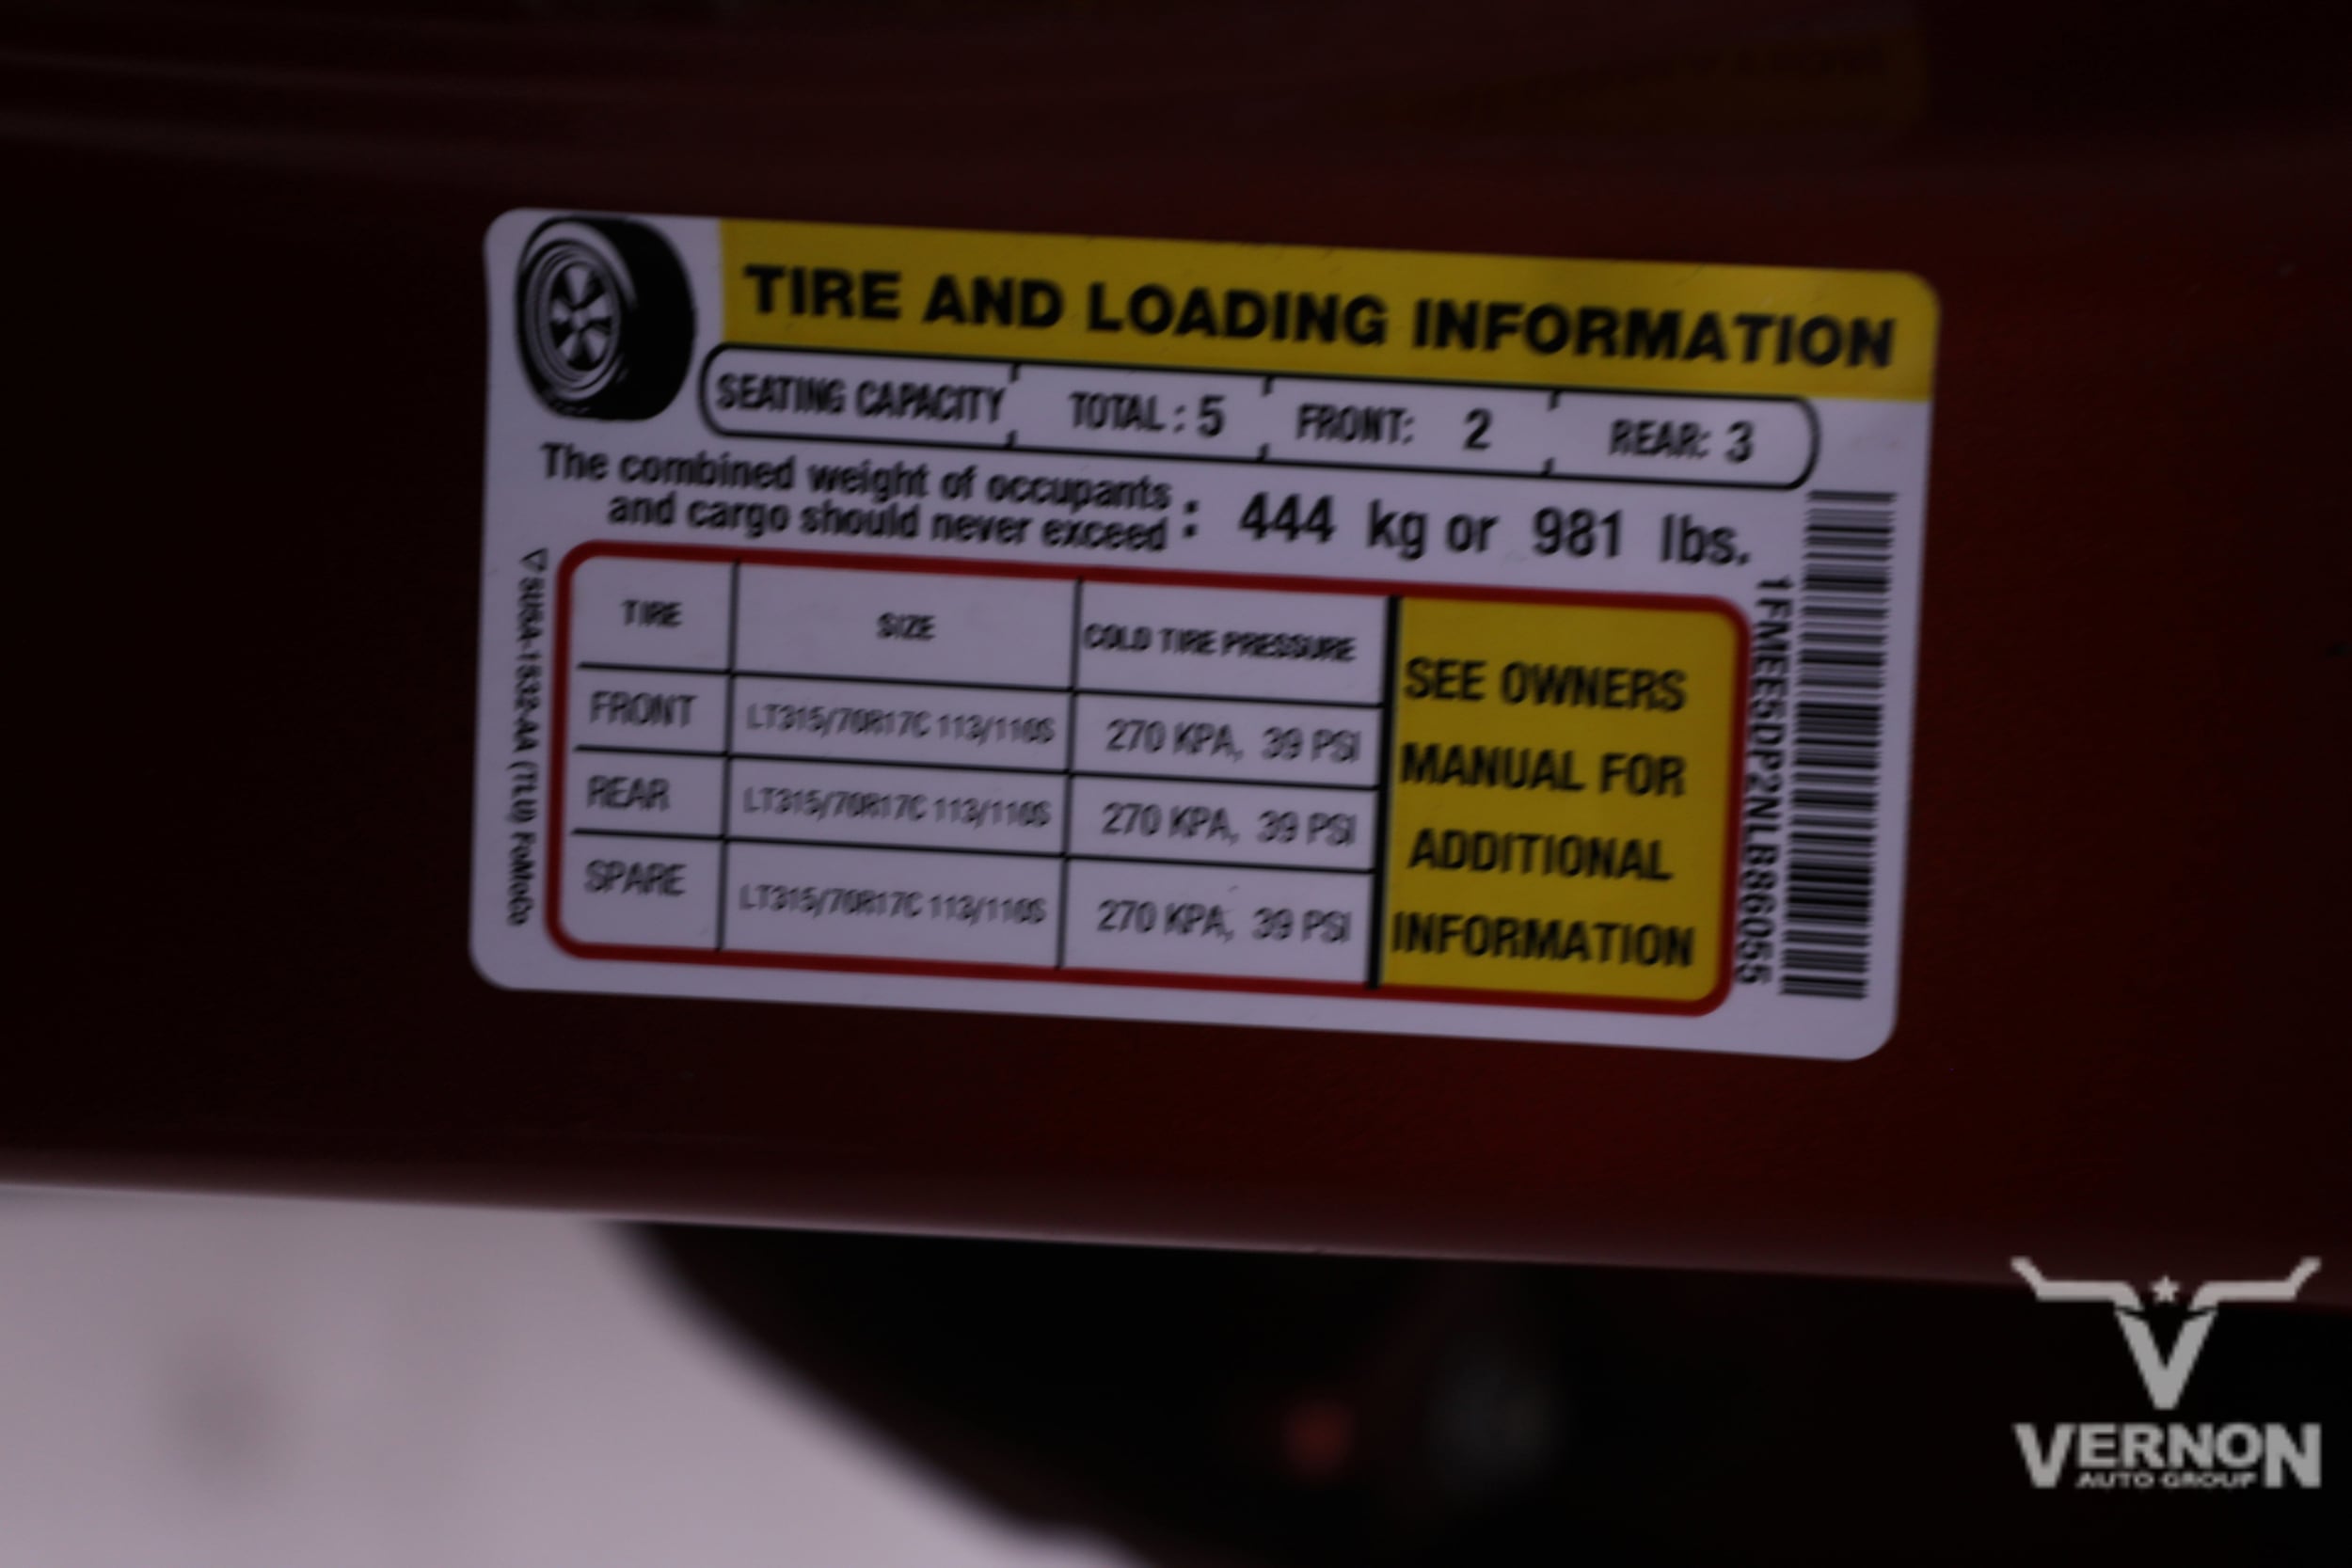 TIRE AND LOADING INFORMATION
SEATING CAPACITY TOTAL : 5 FRONT: 2 REAR: 3
The combined weight of occupants
and cargo should never exceed : 444 kg or 981 lbs.
TIRE SIZE COLD TIRE PRESSURE
FRONT LT315/70R17C 113/110S 270 KPA, 39 PSI
REAR LT315/70R17C 113/110S 270 KPA, 39 PSI
SPARE LT315/70R17C 113/110S 270 KPA, 39 PSI
SEE OWNERS
MANUAL FOR
ADDITIONAL
INFORMATION
1FMEE5DP2NLB86055
(TLU) FoMoCo
VERNON
AUTO GROUP